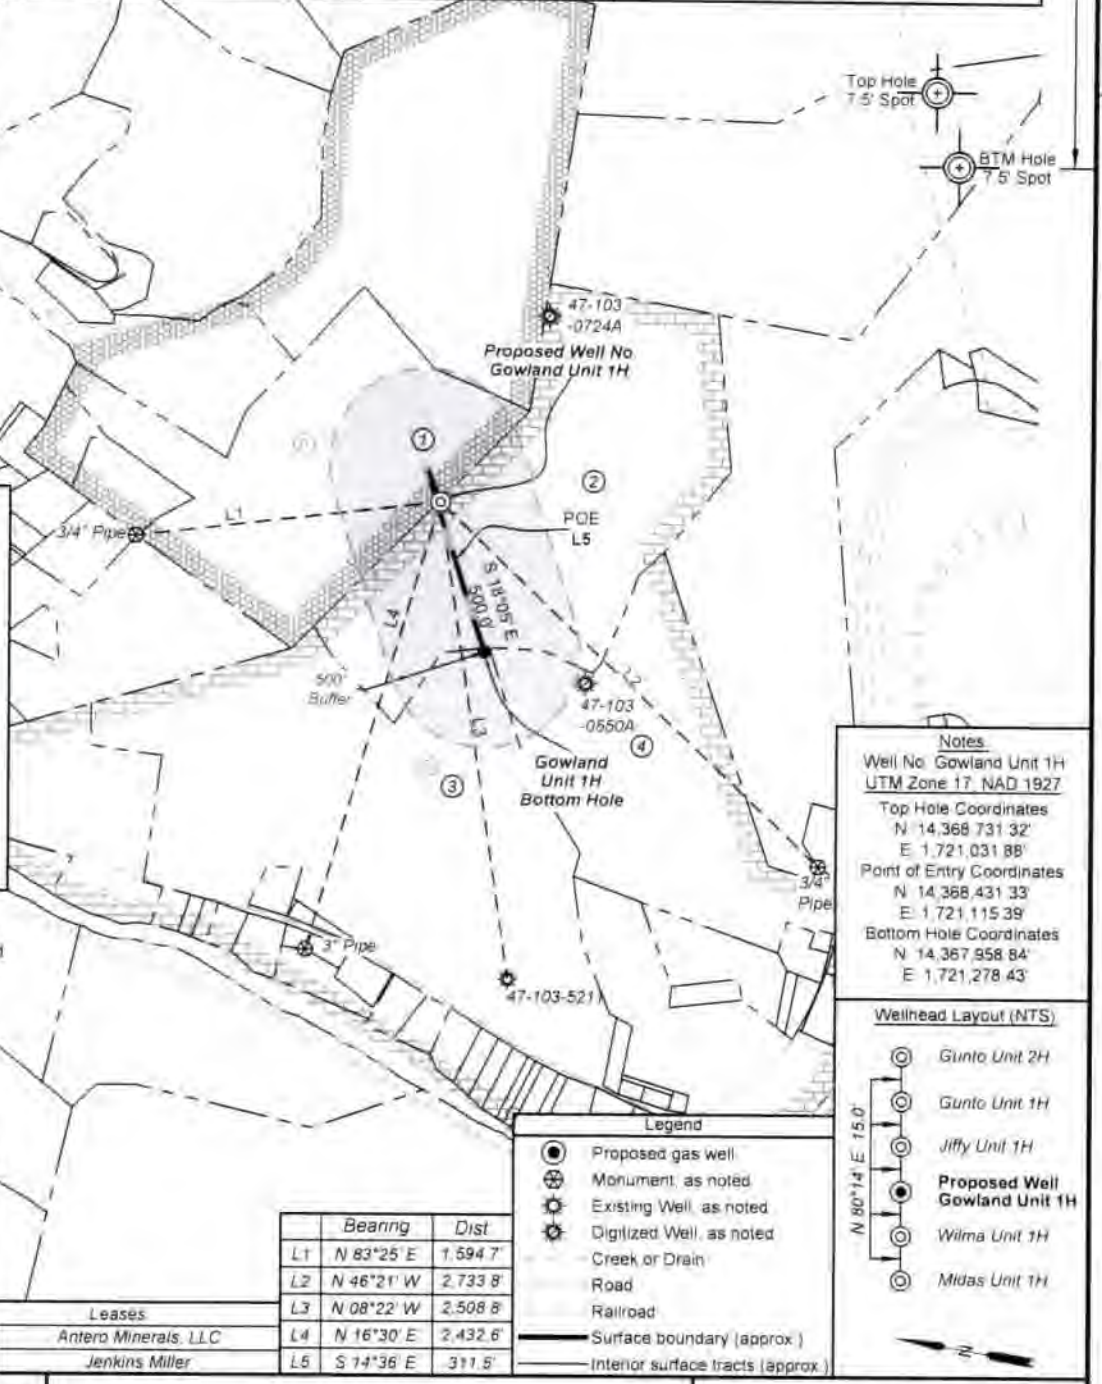 Top Hole
7.5' Spot
BTM Hole
7.5' Spot
47-103
-0724A
Proposed Well No
Gowland Unit 1H
①
②
POE
L5
L1
3/4" Pipe
S 18°05' E
500.0'
L4
L2
500'
Buffer
47-103
-0550A
L3
④
③
Gowland
Unit 1H
Bottom Hole
3/4"
Pipe
3" Pipe
47-103-5211
Notes
Well No. Gowland Unit 1H
UTM Zone 17, NAD 1927
Top Hole Coordinates
N 14,368 731 32'
E 1,721,031 88'
Point of Entry Coordinates
N 14,368,431 33'
E 1,721,115 39'
Bottom Hole Coordinates
N 14,367,958 84'
E 1,721,278 43'
Wellhead Layout (NTS)
Gunto Unit 2H
Gunto Unit 1H
Jiffy Unit 1H
Proposed Well
Gowland Unit 1H
Wilma Unit 1H
Midas Unit 1H
N 80°14' E 15.0'
N
Legend
Proposed gas well
Monument, as noted
Existing Well, as noted
Digitized Well, as noted
Creek or Drain
Road
Railroad
Surface boundary (approx.)
Interior surface tracts (approx.)
Bearing Dist
L1 N 83°25' E 1,594 7'
L2 N 46°21' W 2,733 8'
L3 N 08°22' W 2,508 8'
L4 N 16°30' E 2,432.6'
L5 S 14°36' E 311.5'
Leases
Antero Minerals, LLC
Jenkins Miller